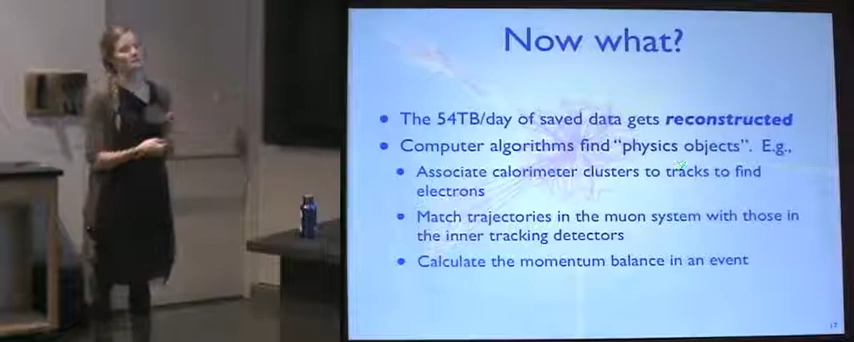 Now what?
The 54TB/day of saved data gets reconstructed
Computer algorithms find "physics objects". E.g.,
Associate calorimeter clusters to tracks to find
electrons
Match trajectories in the muon system with those in
the inner tracking detectors
Calculate the momentum balance in an event
17